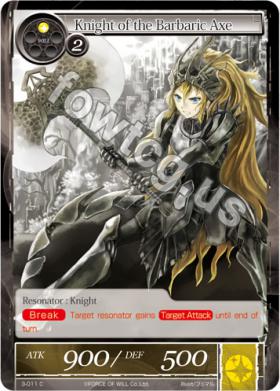 Knight of the Barbaric Axe
WILL
2
fowtcg.us
Resonator : Knight
Break Target resonator gains Target Attack until end of
turn.
ATK 900/ DEF 500
3-011 C ©FORCE OF WILL Co.Ltd.